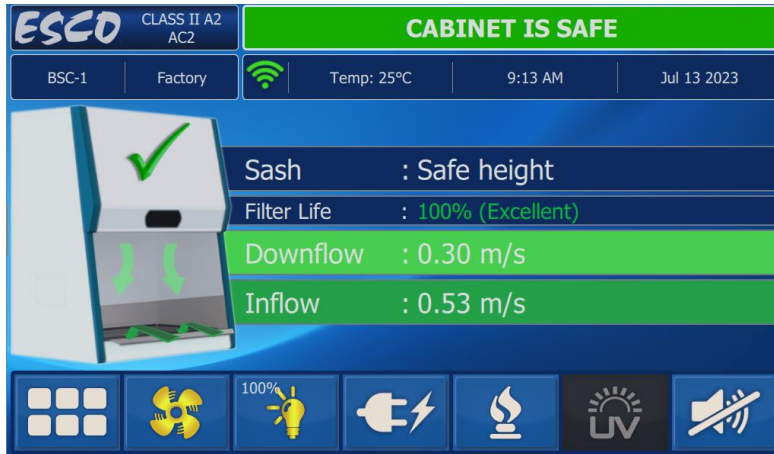 ESCO
CLASS II A2
AC2
CABINET IS SAFE
BSC-1 Factory Temp: 25°C 9:13 AM Jul 13 2023
Sash : Safe height
Filter Life : 100% (Excellent)
Downflow : 0.30 m/s
Inflow : 0.53 m/s
100%
UV